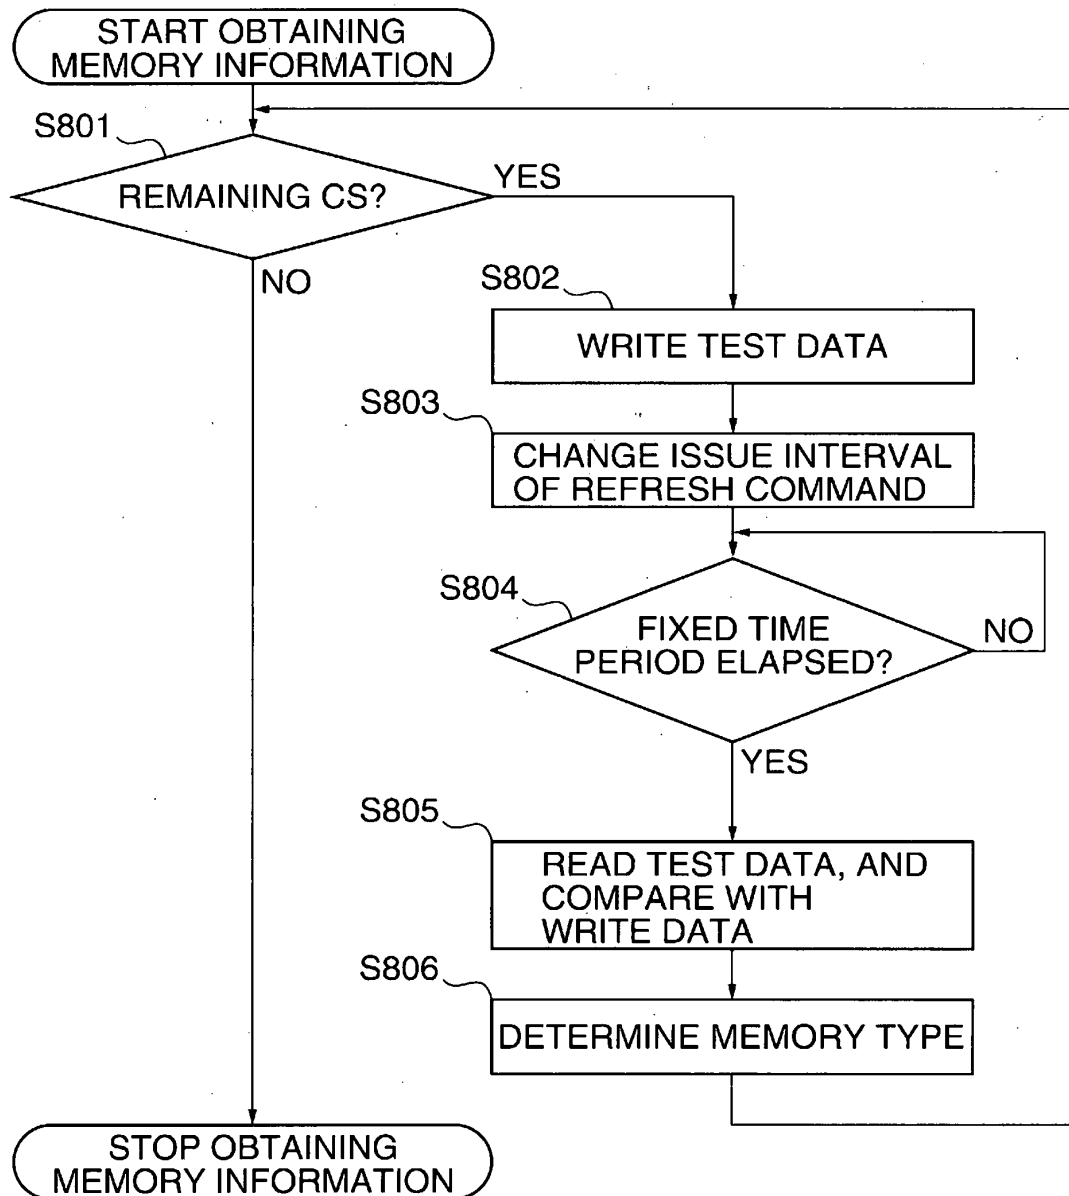 START OBTAINING
MEMORY INFORMATION
S801
REMAINING CS?
YES
NO
S802
WRITE TEST DATA
S803
CHANGE ISSUE INTERVAL
OF REFRESH COMMAND
S804
FIXED TIME
PERIOD ELAPSED?
NO
YES
S805
READ TEST DATA, AND
COMPARE WITH
WRITE DATA
S806
DETERMINE MEMORY TYPE
STOP OBTAINING
MEMORY INFORMATION